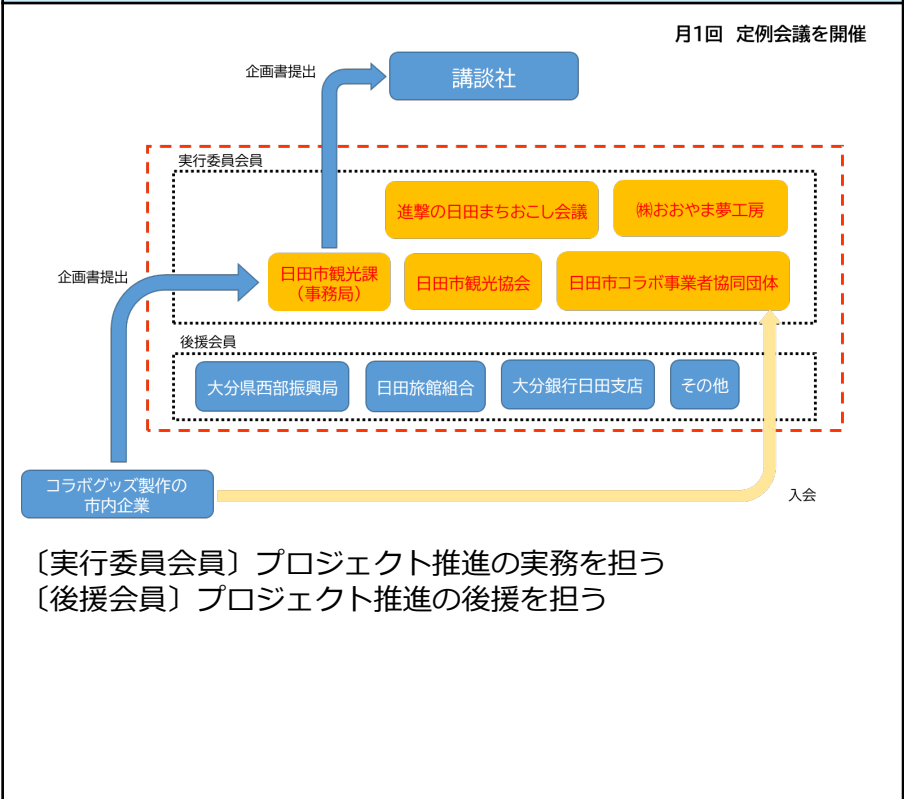 月1回 定例会議を開催
企画書提出
講談社
実行委員会員
進撃の日田まちおこし会議
㈱おおやま夢工房
企画書提出
日田市観光課
（事務局）
日田市観光協会
日田市コラボ事業者協同団体
後援会員
大分県西部振興局
日田旅館組合
大分銀行日田支店
その他
コラボグッズ製作の
市内企業
入会
〔実行委員会員〕プロジェクト推進の実務を担う
〔後援会員〕プロジェクト推進の後援を担う